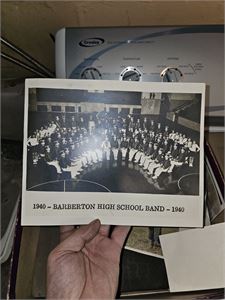 Crosley
1940 - BARBERTON HIGH SCHOOL BAND - 1940